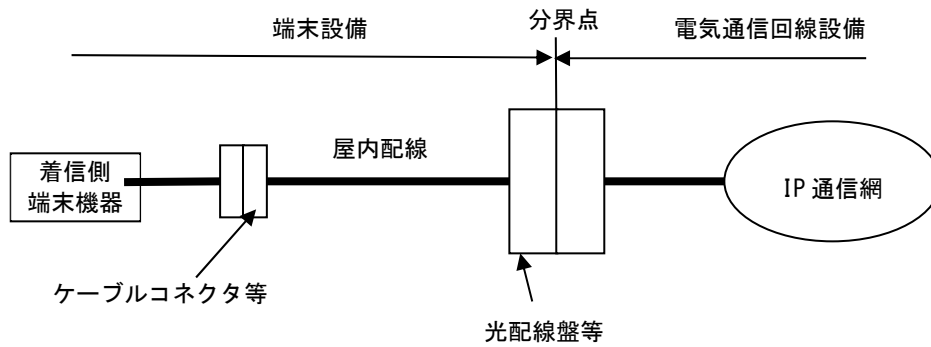 端末設備
分界点
電気通信回線設備
屋内配線
着信側
端末機器
IP 通信網
ケーブルコネクタ等
光配線盤等